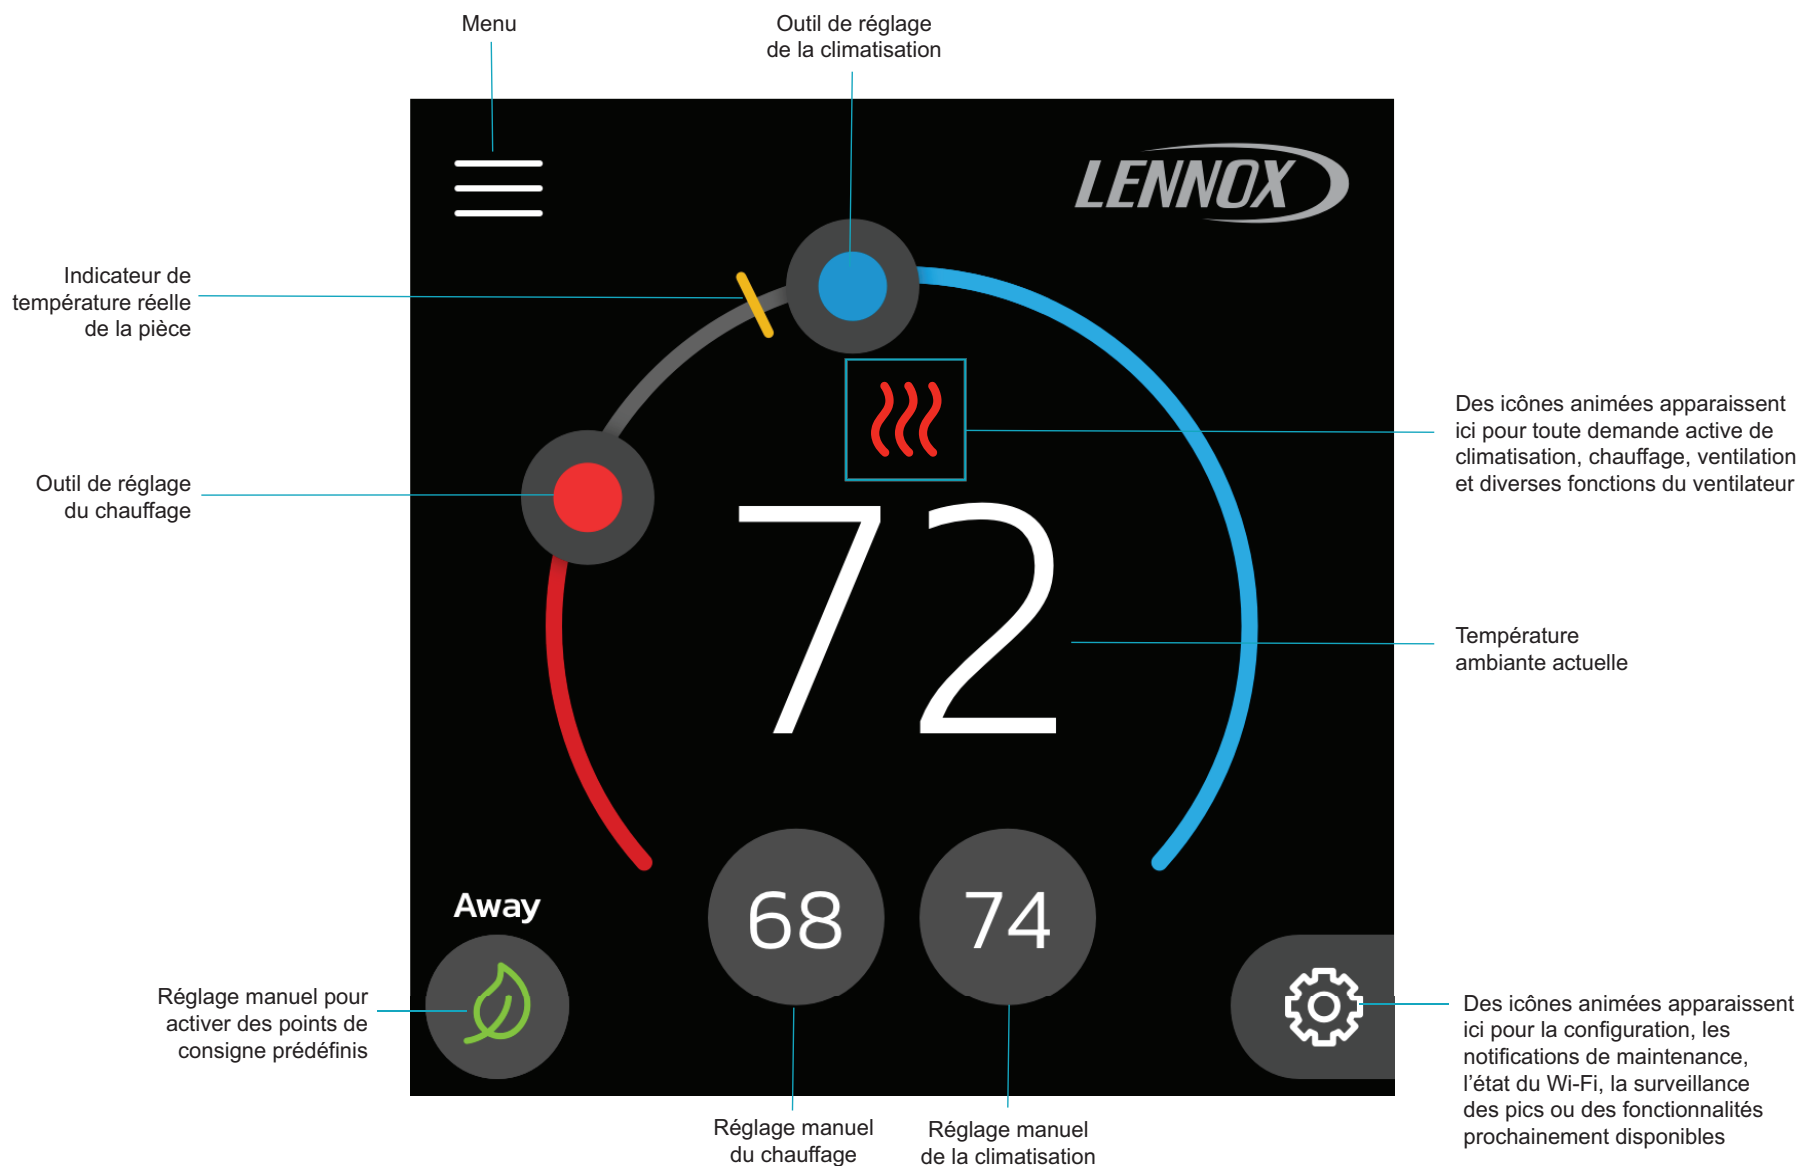 Menu
Outil de réglage
de la climatisation
LENNOX
Indicateur de
température réelle
de la pièce
Des icônes animées apparaissent
ici pour toute demande active de
climatisation, chauffage, ventilation
et diverses fonctions du ventilateur
Outil de réglage
du chauffage
72
Température
ambiante actuelle
68
74
Away
Réglage manuel pour
activer des points de
consigne prédéfinis
Des icônes animées apparaissent
ici pour la configuration, les
notifications de maintenance,
l’état du Wi-Fi, la surveillance
des pics ou des fonctionnalités
prochainement disponibles
Réglage manuel
du chauffage
Réglage manuel
de la climatisation